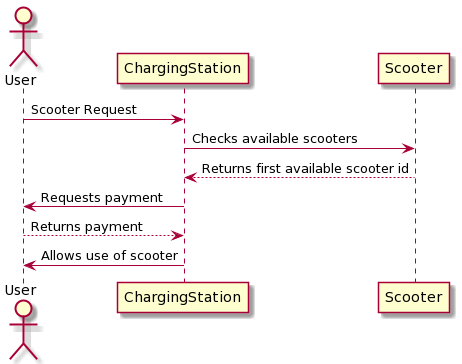 User
ChargingStation
Scooter
Scooter Request
Checks available scooters
Returns first available scooter id
Requests payment
Returns payment
Allows use of scooter
User
ChargingStation
Scooter